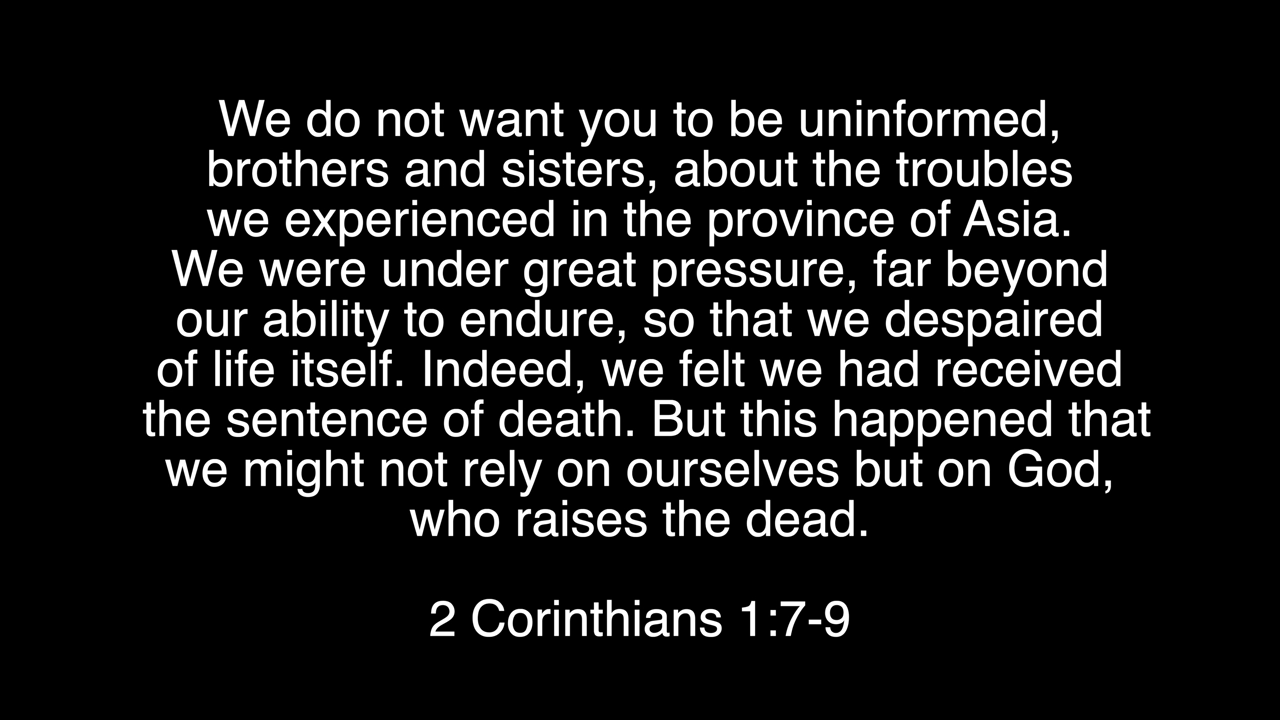 We do not want you to be uninformed,
brothers and sisters, about the troubles
we experienced in the province of Asia.
We were under great pressure, far beyond
our ability to endure, so that we despaired
of life itself. Indeed, we felt we had received
the sentence of death. But this happened that
we might not rely on ourselves but on God,
who raises the dead.
2 Corinthians 1:7-9